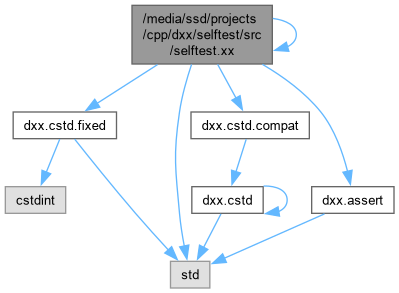 /media/ssd/projects
/cpp/dxx/selftest/src
/selftest.xx
dxx.cstd.fixed
dxx.cstd.compat
cstdint
dxx.cstd
dxx.assert
std